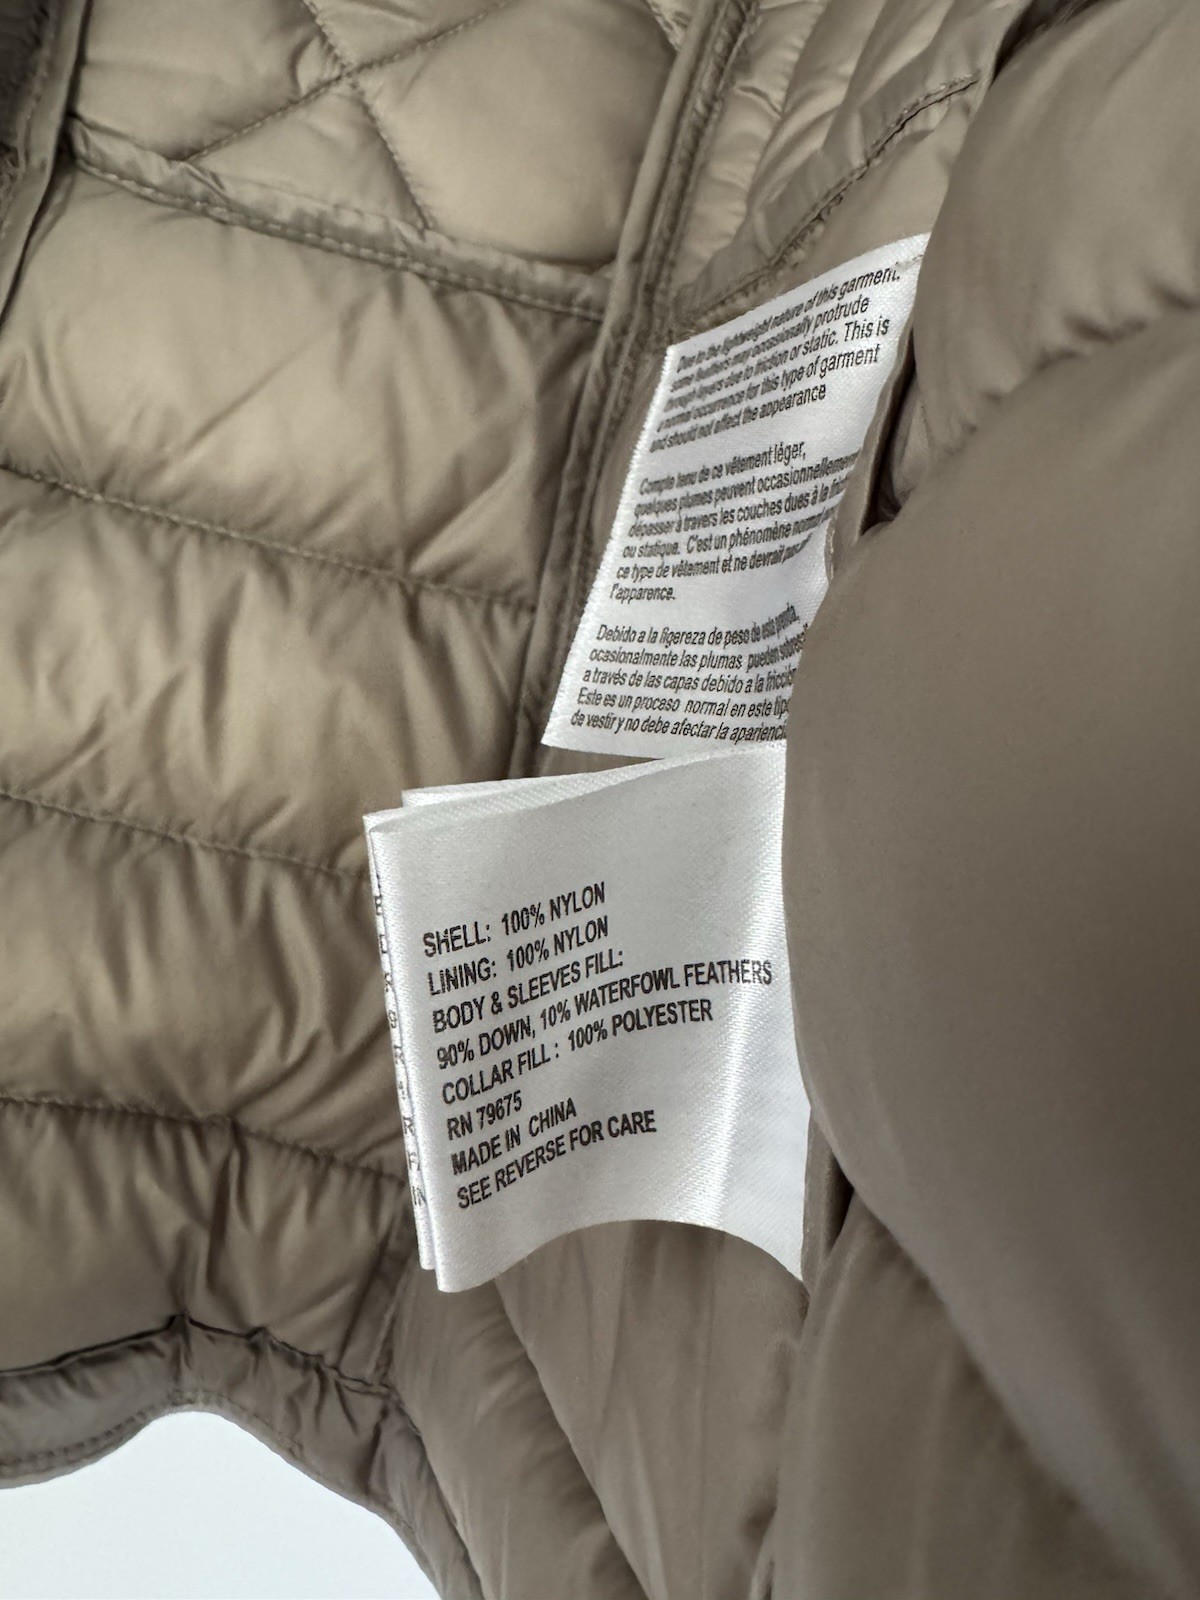 Due to the lightweight nature of this garment,
some feathers may occasionally protrude
through layers due to friction or static. This is
a normal occurrence for this type of garment
and should not affect the appearance
Compte tenu de ce vêtement léger,
quelques plumes peuvent occasionnellement
dépasser à travers les couches dues à la
ou statique. C'est un phénomène normal
ce type de vêtement et ne devrait pas
l'apparence.
Debido a la ligereza de peso de esta prenda,
ocasionalmente las plumas pueden
a través de las capas debido a la fricción
Este es un proceso normal en este tipo
de vestir y no debe afectar la apariencia
SHELL: 100% NYLON
LINING: 100% NYLON
BODY & SLEEVES FILL:
90% DOWN, 10% WATERFOWL FEATHERS
COLLAR FILL : 100% POLYESTER
RN 79675
MADE IN CHINA
SEE REVERSE FOR CARE